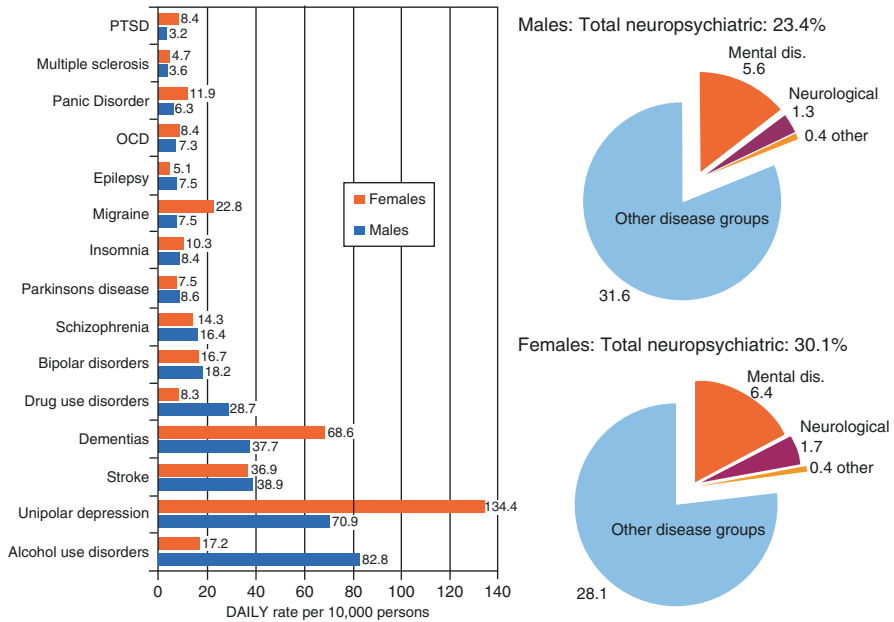 PTSD
8.4
3.2
Multiple sclerosis
4.7
3.6
Panic Disorder
11.9
6.3
OCD
8.4
7.3
Epilepsy
5.1
7.5
Migraine
22.8
7.5
Insomnia
10.3
8.4
Parkinsons disease
7.5
8.6
Schizophrenia
14.3
16.4
Bipolar disorders
16.7
18.2
Drug use disorders
8.3
28.7
Dementias
68.6
37.7
Stroke
36.9
38.9
Unipolar depression
134.4
70.9
Alcohol use disorders
17.2
82.8
0 20 40 60 80 100 120 140
DAILY rate per 10,000 persons
Females
Males
Males: Total neuropsychiatric: 23.4%
Mental dis.
5.6
Neurological
1.3
0.4 other
Other disease groups
31.6
Females: Total neuropsychiatric: 30.1%
Mental dis.
6.4
Neurological
1.7
0.4 other
Other disease groups
28.1